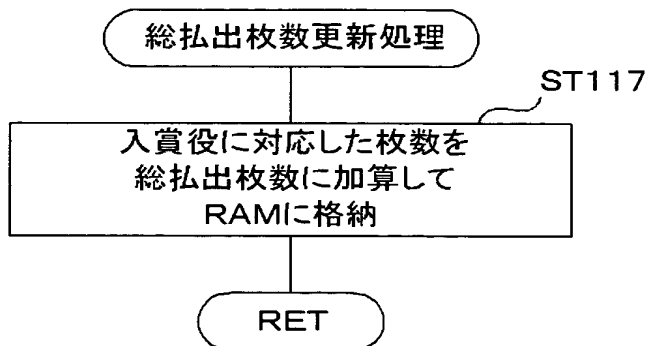 総払出枚数更新処理
ST117
入賞役に対応した枚数を
総払出枚数に加算して
RAMに格納
RET